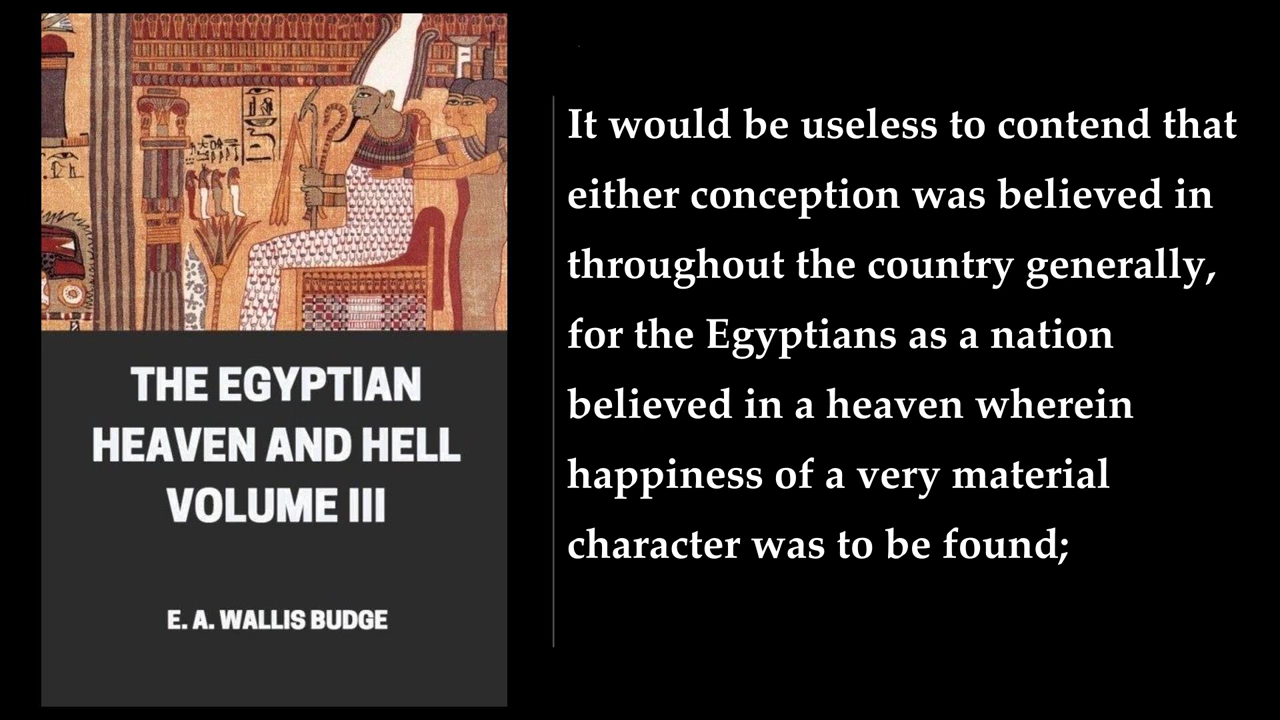 THE EGYPTIAN
HEAVEN AND HELL
VOLUME III
E. A. WALLIS BUDGE
It would be useless to contend that
either conception was believed in
throughout the country generally,
for the Egyptians as a nation
believed in a heaven wherein
happiness of a very material
character was to be found;